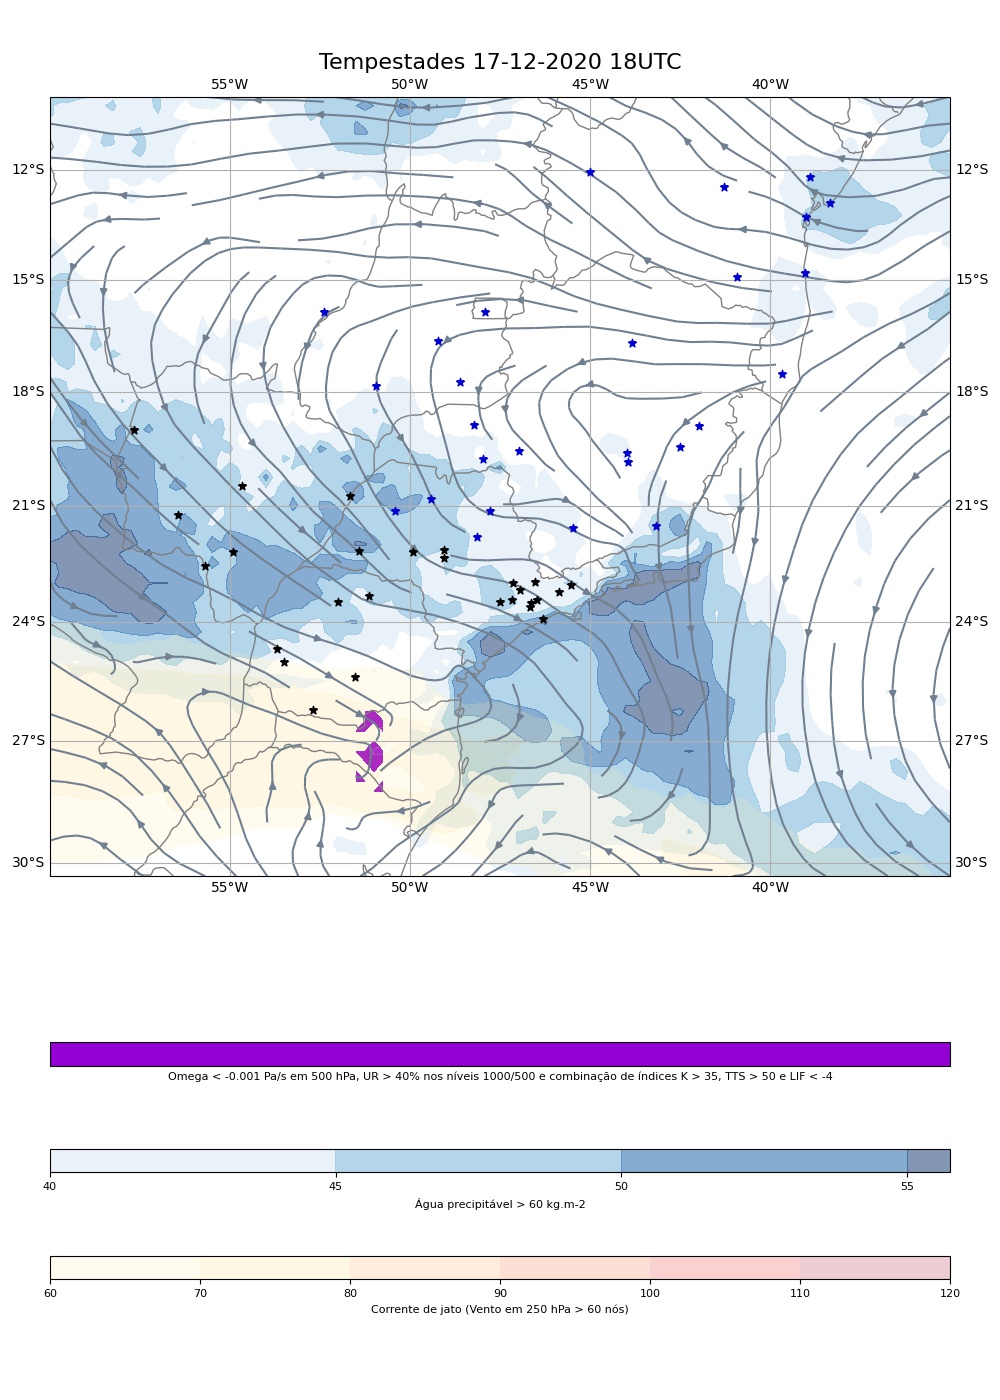 Tempestades 17-12-2020 18UTC
55°W 50°W 45°W 40°W
12°S 12°S
15°S 15°S
18°S 18°S
21°S 21°S
24°S 24°S
27°S 27°S
30°S 30°S
55°W 50°W 45°W 40°W
Omega < -0.001 Pa/s em 500 hPa, UR > 40% nos níveis 1000/500 e combinação de índices K > 35, TTS > 50 e LIF < -4
40 45 50 55
Água precipitável > 60 kg.m-2
60 70 80 90 100 110 120
Corrente de jato (Vento em 250 hPa > 60 nós)